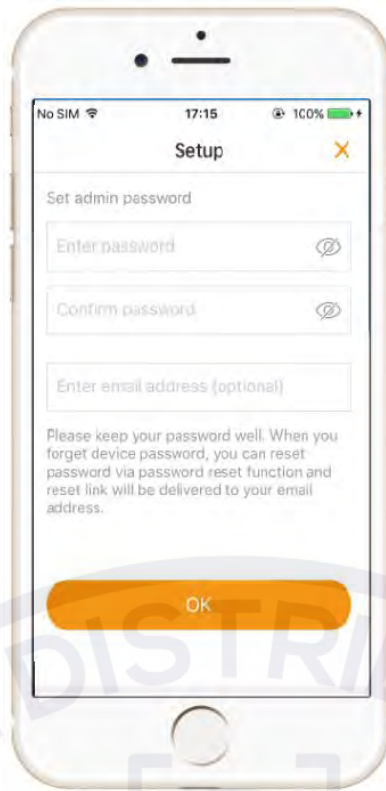 No SIM 17:15 100%
Setup
Set admin password
Enter password
Confirm password
Enter email address (optional)
Please keep your password well. When you
forget device password, you can reset
password via password reset function and
reset link will be delivered to your email
address.
OK